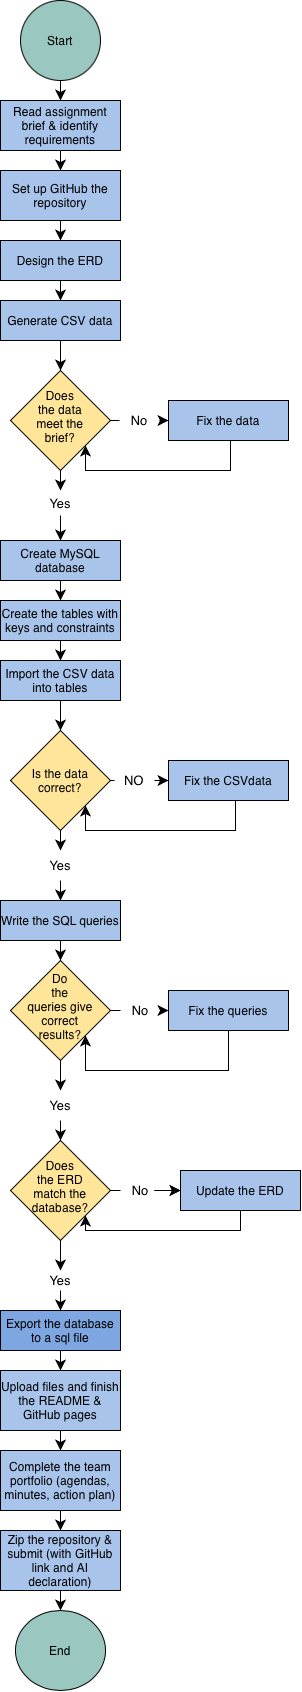 Start
Read assignment
brief & identify
requirements
Set up GitHub the
repository
Design the ERD
Generate CSV data
Does
the data
meet the
brief?
No
Fix the data
Yes
Create MySQL
database
Create the tables with
keys and constraints
Import the CSV data
into tables
Is the data
correct?
NO
Fix the CSVdata
Yes
Write the SQL queries
Do
the
queries give
correct
results?
No
Fix the queries
Yes
Does
the ERD
match the
database?
No
Update the ERD
Yes
Export the database
to a sql file
Upload files and finish
the README &
GitHub pages
Complete the team
portfolio (agendas,
minutes, action plan)
Zip the repository &
submit (with GitHub
link and AI
declaration)
End